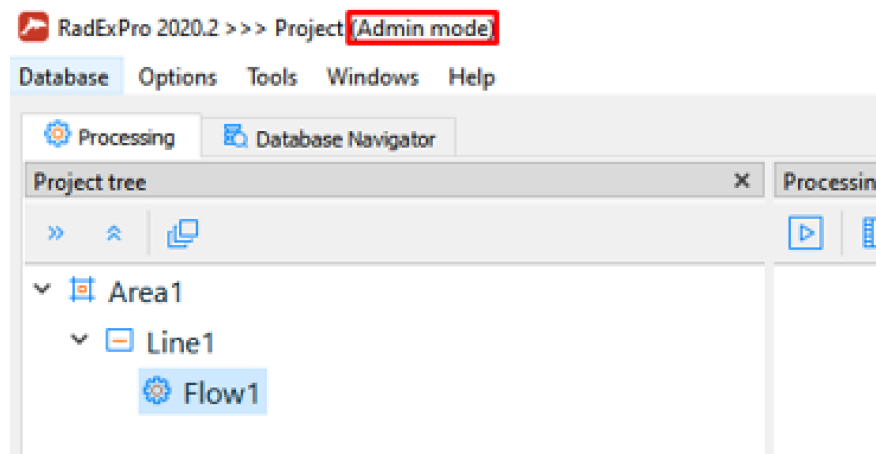 RadExPro 2020.2 >>> Project (Admin mode)
Database Options Tools Windows Help
Processing Database Navigator
Project tree
Processin
Area1
Line1
Flow1